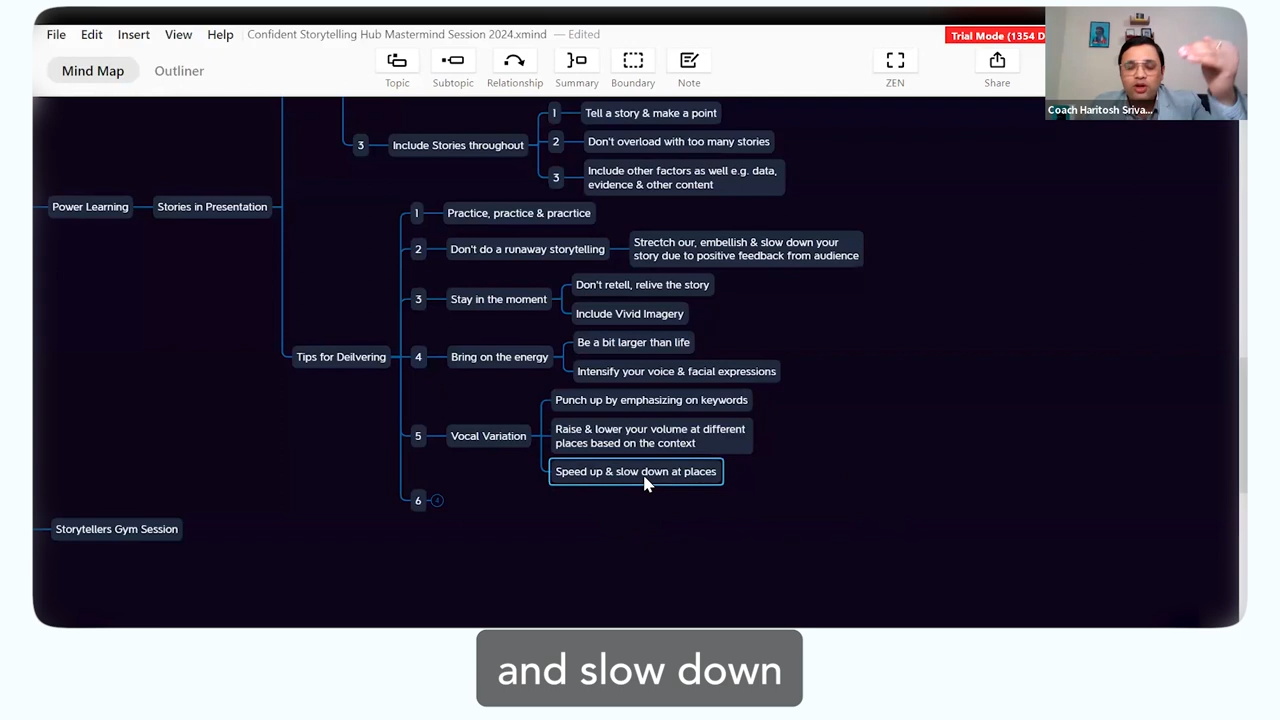 File Edit Insert View Help Confident Storytelling Hub Mastermind Session 2024.xmind — Edited
Trial Mode (1354 D
Mind Map Outliner
Topic Subtopic Relationship Summary Boundary Note ZEN Share
Coach Haritosh Sriva...
1 Tell a story & make a point
3 Include Stories throughout
2 Don't overload with too many stories
3 Include other factors as well e.g. data,
evidence & other content
Power Learning Stories in Presentation
1 Practice, practice & pracrtice
2 Don't do a runaway storytelling
Strectch our, embellish & slow down your
story due to positive feedback from audience
3 Stay in the moment
Don't retell, relive the story
Include Vivid Imagery
Tips for Deilvering
4 Bring on the energy
Be a bit larger than life
Intensify your voice & facial expressions
5 Vocal Variation
Punch up by emphasizing on keywords
Raise & lower your volume at different
places based on the context
Speed up & slow down at places
6
Storytellers Gym Session
and slow down